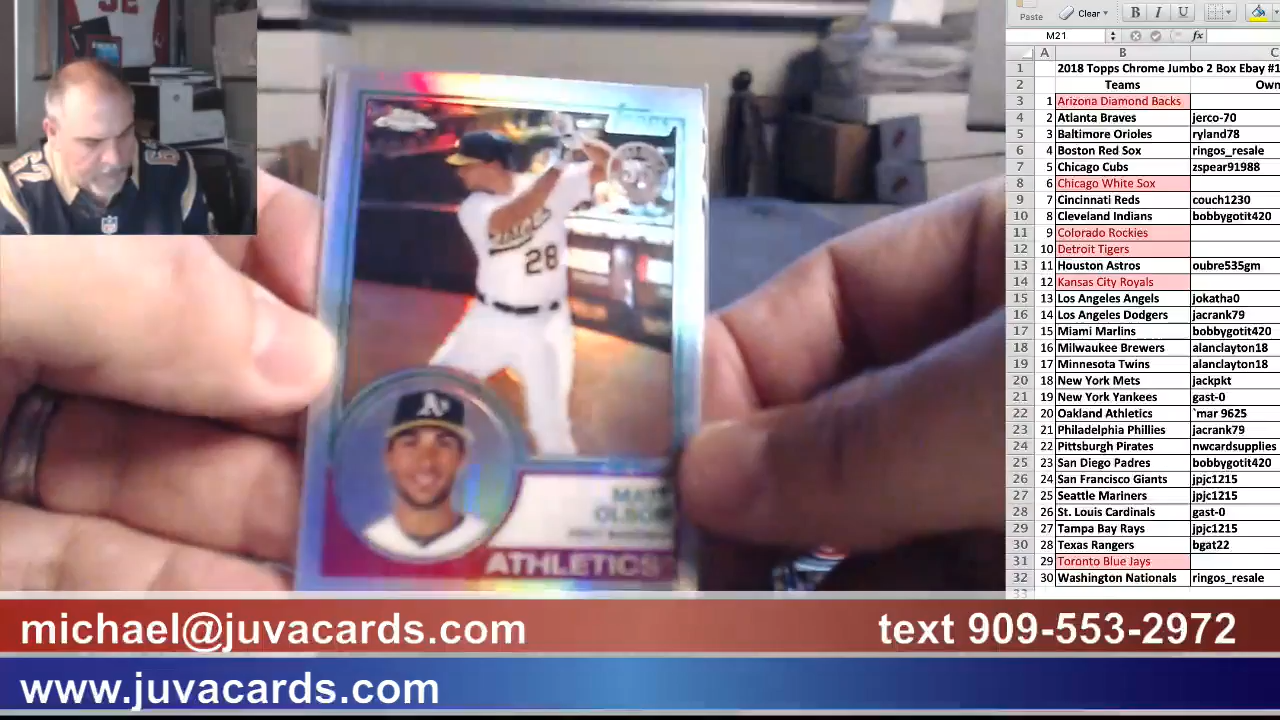 Paste
Clear
B I U
M21
fx
A B C
1 2018 Topps Chrome Jumbo 2 Box Ebay #1
2 Teams Own
3 1 Arizona Diamond Backs
4 2 Atlanta Braves jerco-70
5 3 Baltimore Orioles ryland78
6 4 Boston Red Sox ringos_resale
7 5 Chicago Cubs zspear91988
8 6 Chicago White Sox
9 7 Cincinnati Reds couch1230
10 8 Cleveland Indians bobbygotit420
11 9 Colorado Rockies
12 10 Detroit Tigers
13 11 Houston Astros oubre535gm
14 12 Kansas City Royals
15 13 Los Angeles Angels jokatha0
16 14 Los Angeles Dodgers jacrank79
17 15 Miami Marlins bobbygotit420
18 16 Milwaukee Brewers alanclayton18
19 17 Minnesota Twins alanclayton18
20 18 New York Mets jackpkt
21 19 New York Yankees gast-0
22 20 Oakland Athletics `mar 9625
23 21 Philadelphia Phillies jacrank79
24 22 Pittsburgh Pirates nwcardsupplies
25 23 San Diego Padres bobbygotit420
26 24 San Francisco Giants jpjc1215
27 25 Seattle Mariners jpjc1215
28 26 St. Louis Cardinals gast-0
29 27 Tampa Bay Rays jpjc1215
30 28 Texas Rangers bgat22
31 29 Toronto Blue Jays
32 30 Washington Nationals ringos_resale
33
28
A's
MATT
OLSON
ATHLETICS
michael@juvacards.com
text 909-553-2972
www.juvacards.com